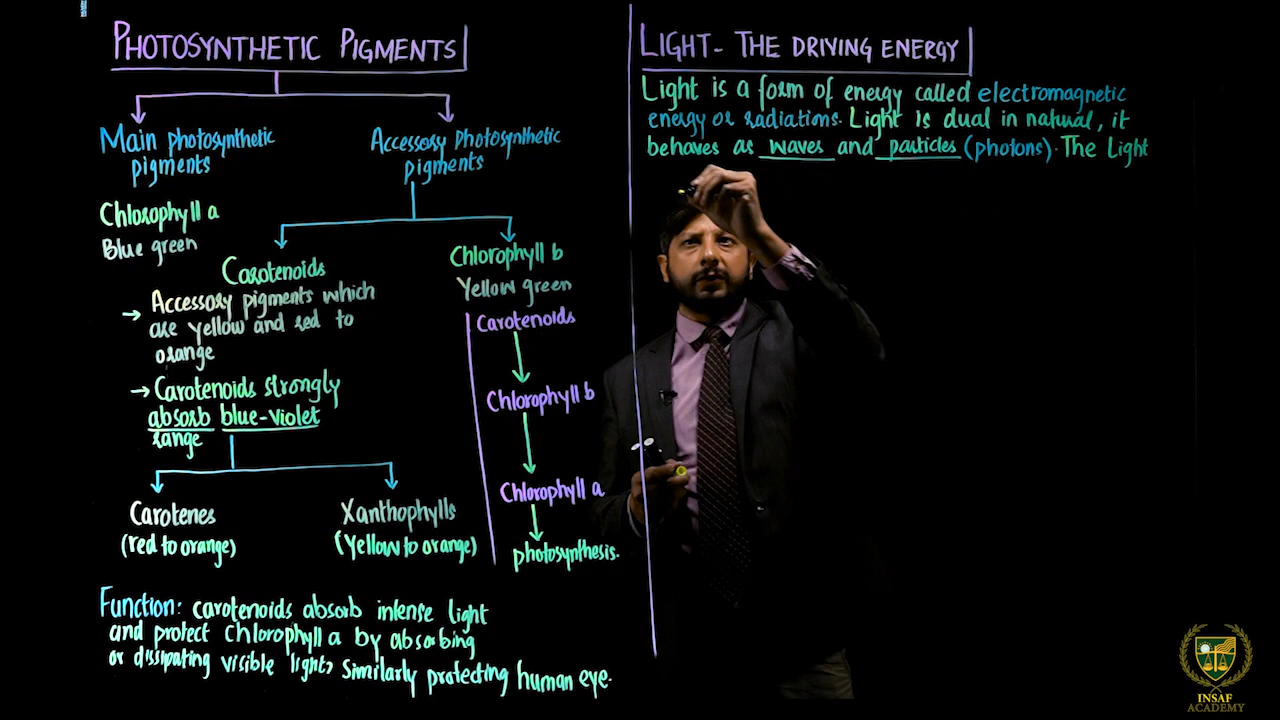 PHOTOSYNTHETIC PIGMENTS
Main photosynthetic
pigments
Accessory Photosynthetic
pigments
Chlorophyll a
Blue green
Carotenoids
→ Accessory pigments which
are yellow and red to
orange
→ Carotenoids strongly
absorb blue-violet
range
Carotenes
(red to orange)
Xanthophylls
(Yellow to orange)
Chlorophyll b
Yellow green
Carotenoids
Chlorophyll b
Chlorophyll a
photosynthesis.
Function: carotenoids absorb intense light
and protect chlorophyll a by absorbing
or dissipating visible light, similarly protecting human eye.
LIGHT - THE DRIVING ENERGY
Light is a form of energy called electromagnetic
energy or radiations. Light is dual in natural, it
behaves as waves and particles (photons). The Light
INSAF
ACADEMY